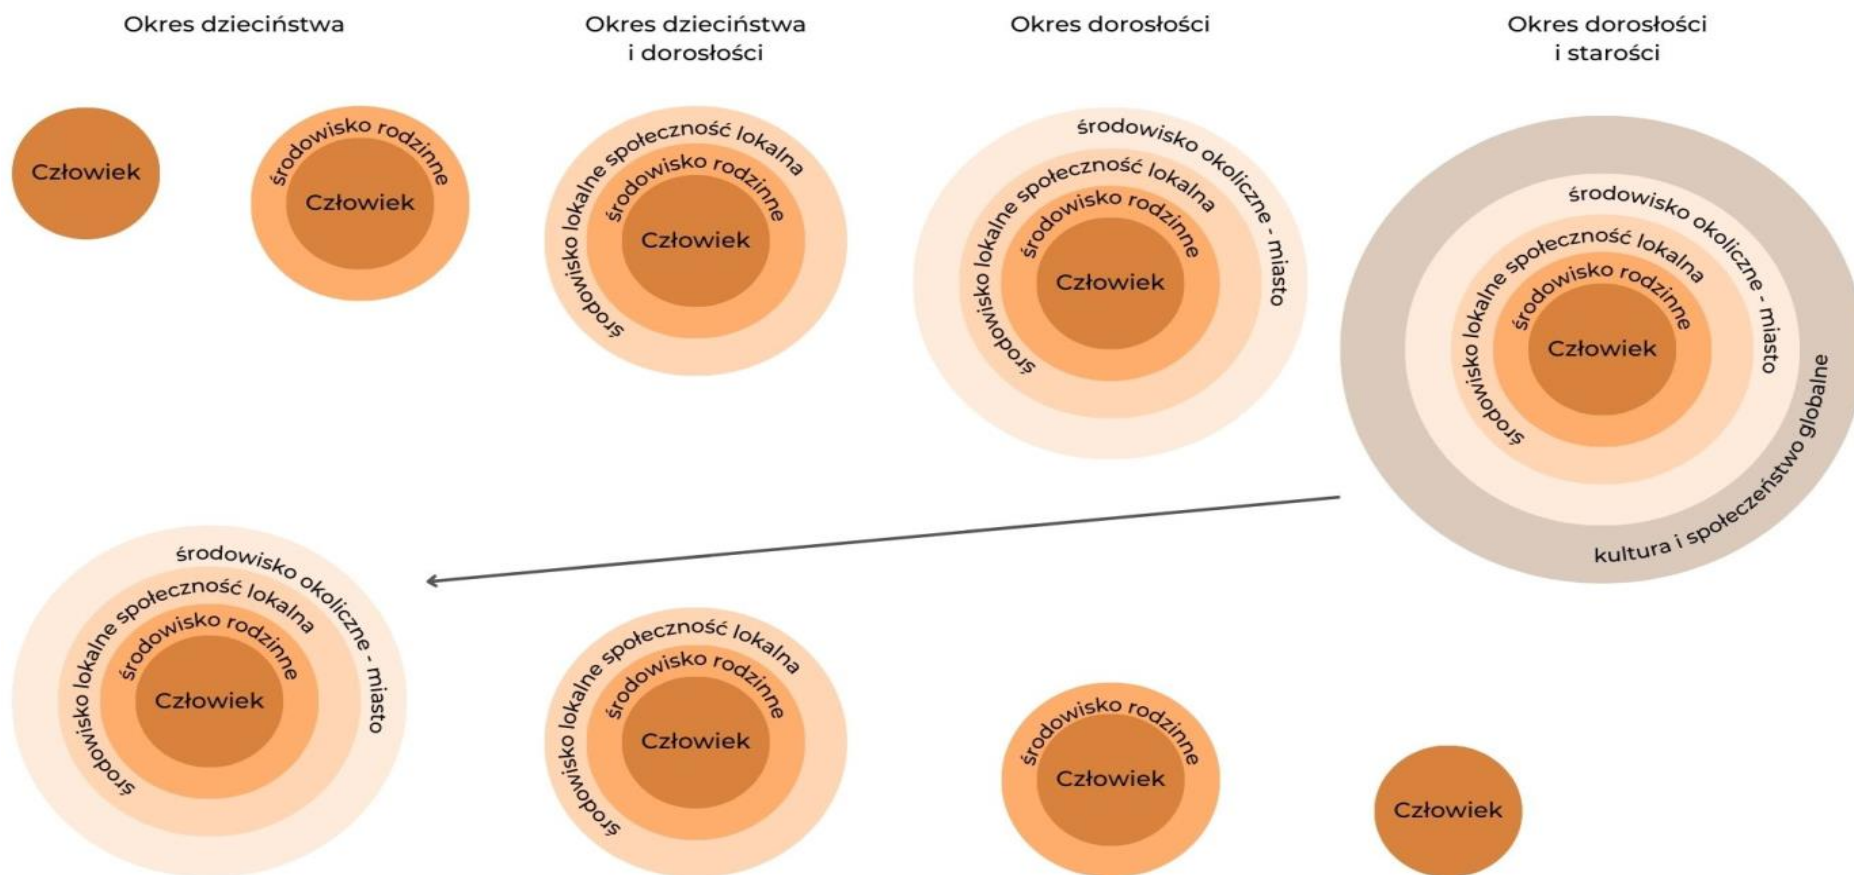 Okres dzieciństwa
Okres dzieciństwa
i dorosłości
Okres dorosłości
Okres dorosłości
i starości
Człowiek
środowisko rodzinne
Człowiek
środowisko lokalne społeczność lokalna
środowisko rodzinne
Człowiek
środowisko okoliczne - miasto
środowisko lokalne społeczność lokalna
środowisko rodzinne
Człowiek
środowisko okoliczne - miasto
środowisko lokalne społeczność lokalna
środowisko rodzinne
Człowiek
kultura i społeczeństwo globalne
środowisko okoliczne - miasto
środowisko lokalne społeczność lokalna
środowisko rodzinne
Człowiek
środowisko lokalne społeczność lokalna
środowisko rodzinne
Człowiek
środowisko rodzinne
Człowiek
Człowiek